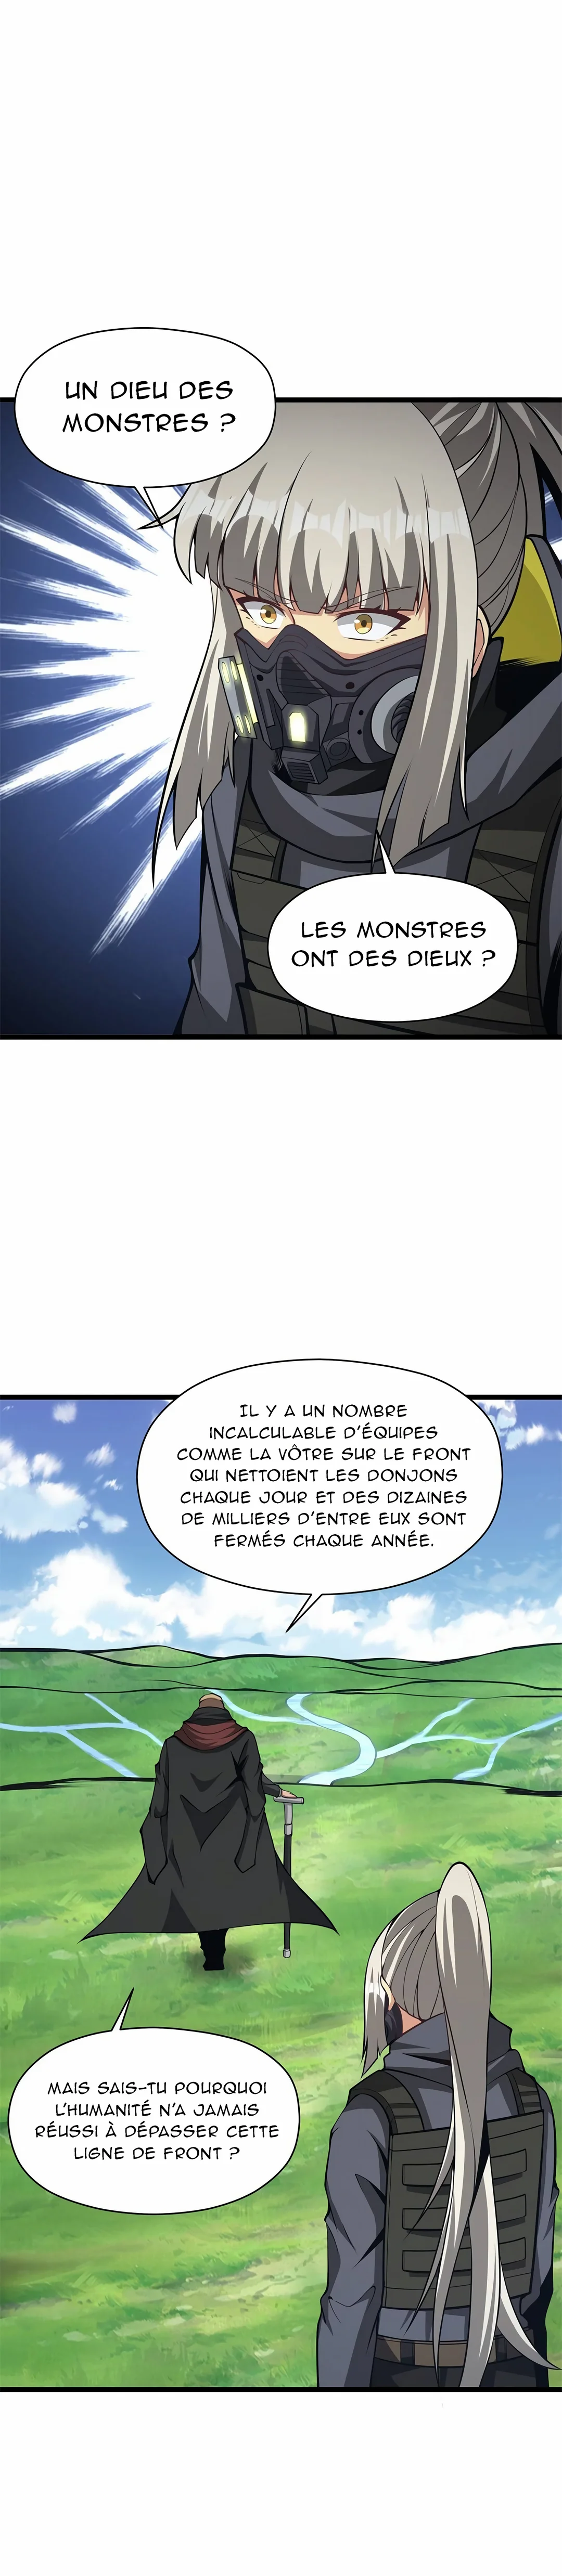 UN DIEU DES
MONSTRES ?
LES MONSTRES
ONT DES DIEUX ?
IL Y A UN NOMBRE
INCALCULABLE D'ÉQUIPES
COMME LA VÔTRE SUR LE FRONT
QUI NETTOIENT LES DONJONS
CHAQUE JOUR ET DES DIZAINES
DE MILLIERS D'ENTRE EUX SONT
FERMÉS CHAQUE ANNÉE.
MAIS SAIS-TU POURQUOI
L'HUMANITÉ N'A JAMAIS
RÉUSSI À DÉPASSER CETTE
LIGNE DE FRONT ?